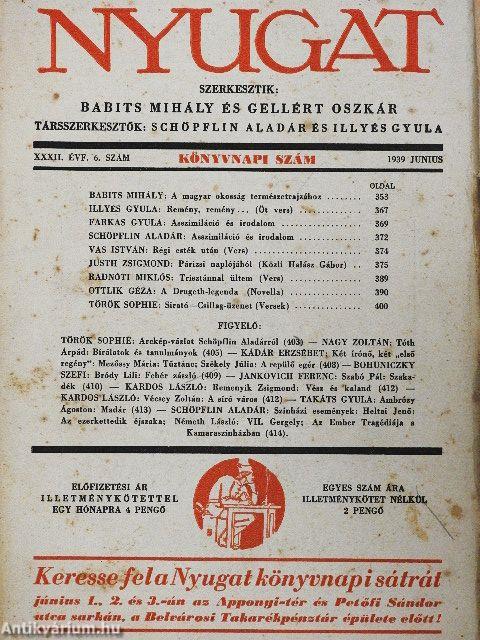 NYUGAT
SZERKESZTIK:
BABITS MIHÁLY ÉS GELLÉRT OSZKÁR
TÁRSSZERKESZTŐK: SCHÖPFLIN ALADÁR ÉS ILLYÉS GYULA
XXXII. ÉVF. 6. SZÁM KÖNYVNAPI SZÁM 1939 JUNIUS
OLDAL
BABITS MIHÁLY: A magyar okosság természetrajzához ........ 353
ILLYES GYULA: Remény, remény... (Öt vers) .............. 367
FARKAS GYULA: Asszimiláció és irodalom ................ 369
SCHÖPFLIN ALADÁR: Asszimiláció és irodalom ............ 372
VAS ISTVÁN: Régi esték után (Vers) .................... 374
JUSTH ZSIGMOND: Párizsi naplójából (Közli Halász Gábor) .. 375
RADNÓTI MIKLÓS: Trisztánnal ültem (Vers) .............. 389
OTTLIK GÉZA: A Drugeth-legenda (Novella) .............. 390
TÖRÖK SOPHIE: Sirató — Csillag-üzenet (Versek) ........ 400
FIGYELŐ:
TÖRÖK SOPHIE: Arckép-vázlat Schöpflin Aladárról (403) — NAGY ZOLTÁN: Tóth
Árpád: Bírálatok és tanulmányok (405) — KÁDÁR ERZSÉBET: Két írónő, két „első
regény": Mozsssy Mária: Tűztánc; Székely Júlia: A repülő egér (408) — BOHUNICZKY
SZEFI: Bródy Lili: Fehér zászló (409) — JANKOVICH FERENC: Szabó Pál: Szaka-
dék (410) — KARDOS LÁSZLÓ: Remenyik Zsigmond: Vész és kaland (412) —
KARDOS LÁSZLÓ: Vécsey Zoltán: A síró város (412) — TAKÁTS GYULA: Ambrózy
Ágoston: Madár (413) — SCHÖPFLIN ALADÁR: Színházi események: Heltai Jenő:
Az ezerkettedik éjszaka; Németh László: VII. Gergely; Az Ember Tragédiája a
Kamaraszínházban (414).
ELŐFIZETÉSI ÁR
ILLETMÉNYKÖTETTEL
EGY HÓNAPRA 4 PENGŐ
EGYES SZÁM ÁRA
ILLETMÉNYKÖTET NÉLKÜL
2 PENGŐ
Keresse fel a Nyugat könyvnapi sátrát
június 1., 2. és 3.-án az Apponyi-tér és Petőfi Sándor
utca sarkán, a Belvárosi Takarékpénztár épülete előtt!
Antikvarium.hu